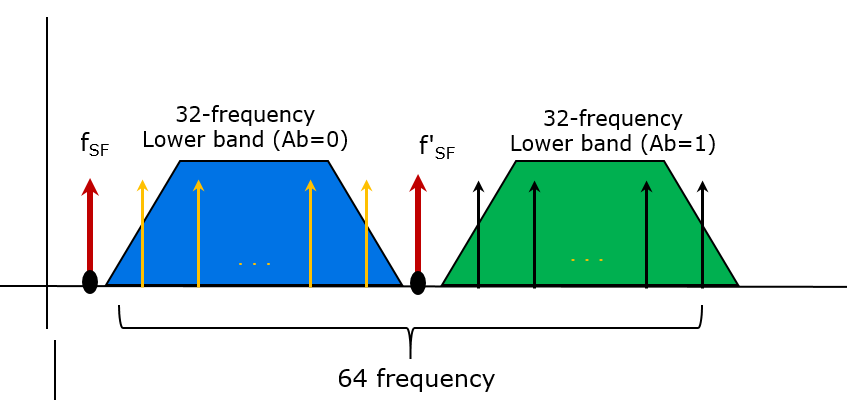 32-frequency
Lower band (Ab=0)
fSF
32-frequency
Lower band (Ab=1)
f'SF
. . .
. . .
64 frequency